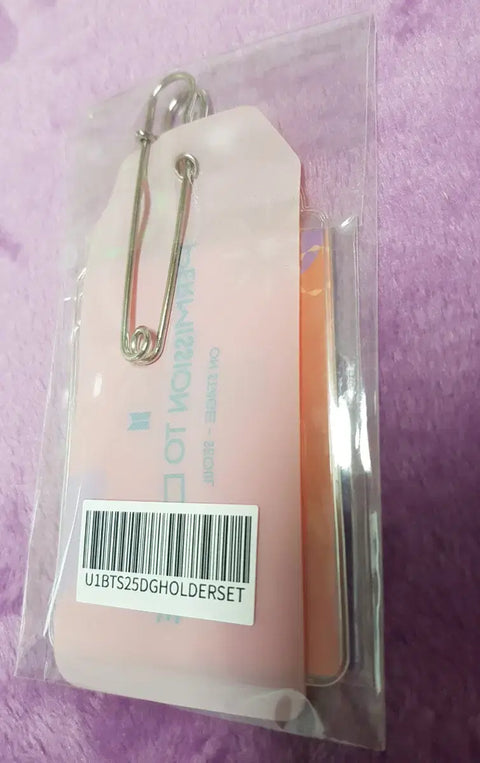 PERMISSION TO D
ON STAGE - SEOUL
E
U1BTS25DGHOLDERSET